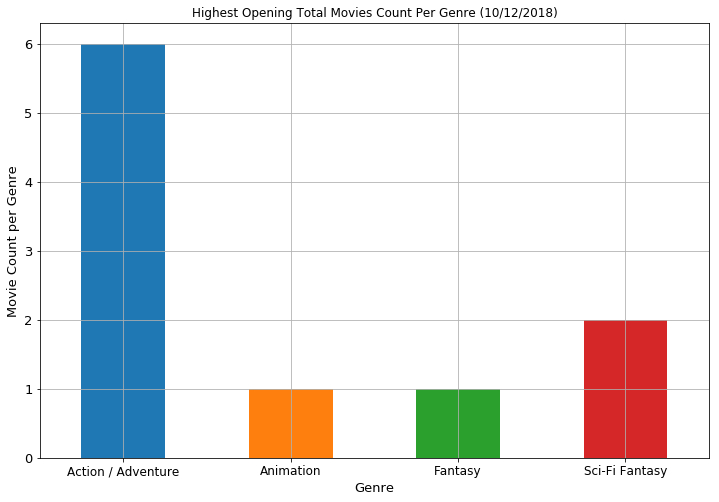 Highest Opening Total Movies Count Per Genre (10/12/2018)
Movie Count per Genre
6
5
4
3
2
1
0
Action / Adventure
Animation
Fantasy
Sci-Fi Fantasy
Genre